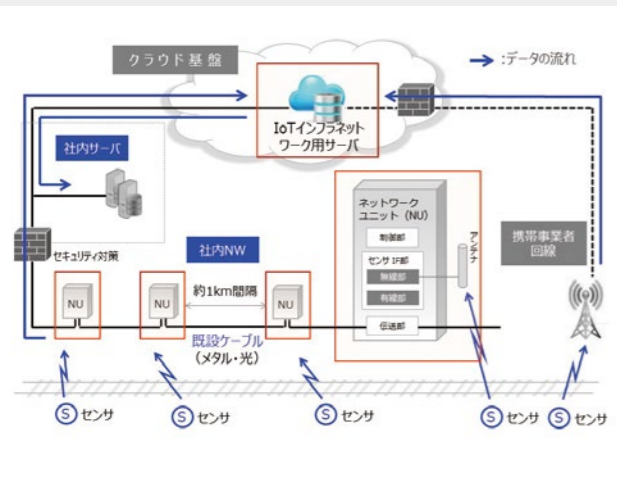 クラウド基盤
:データの流れ
IoTインフラネット
ワーク用サーバ
社内サーバ
ネットワーク
ユニット（NU）
制御部
センサIF部
無線部
有線部
伝送部
アンテナ
携帯事業者
回線
セキュリティ対策
社内NW
NU
NU
約1km間隔
NU
既設ケーブル
（メタル・光）
S センサ
S センサ
S センサ
S センサ
S センサ